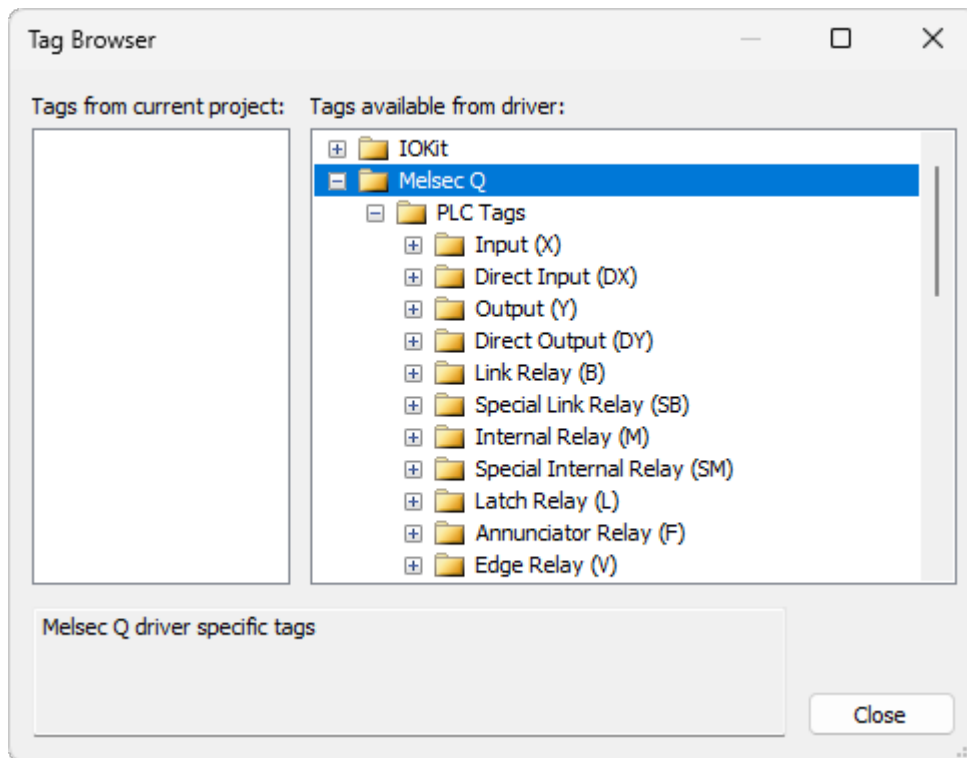 Tag Browser
Tags from current project:
Tags available from driver:
IOKit
Melsec Q
PLC Tags
Input (X)
Direct Input (DX)
Output (Y)
Direct Output (DY)
Link Relay (B)
Special Link Relay (SB)
Internal Relay (M)
Special Internal Relay (SM)
Latch Relay (L)
Annunciator Relay (F)
Edge Relay (V)
Melsec Q driver specific tags
Close